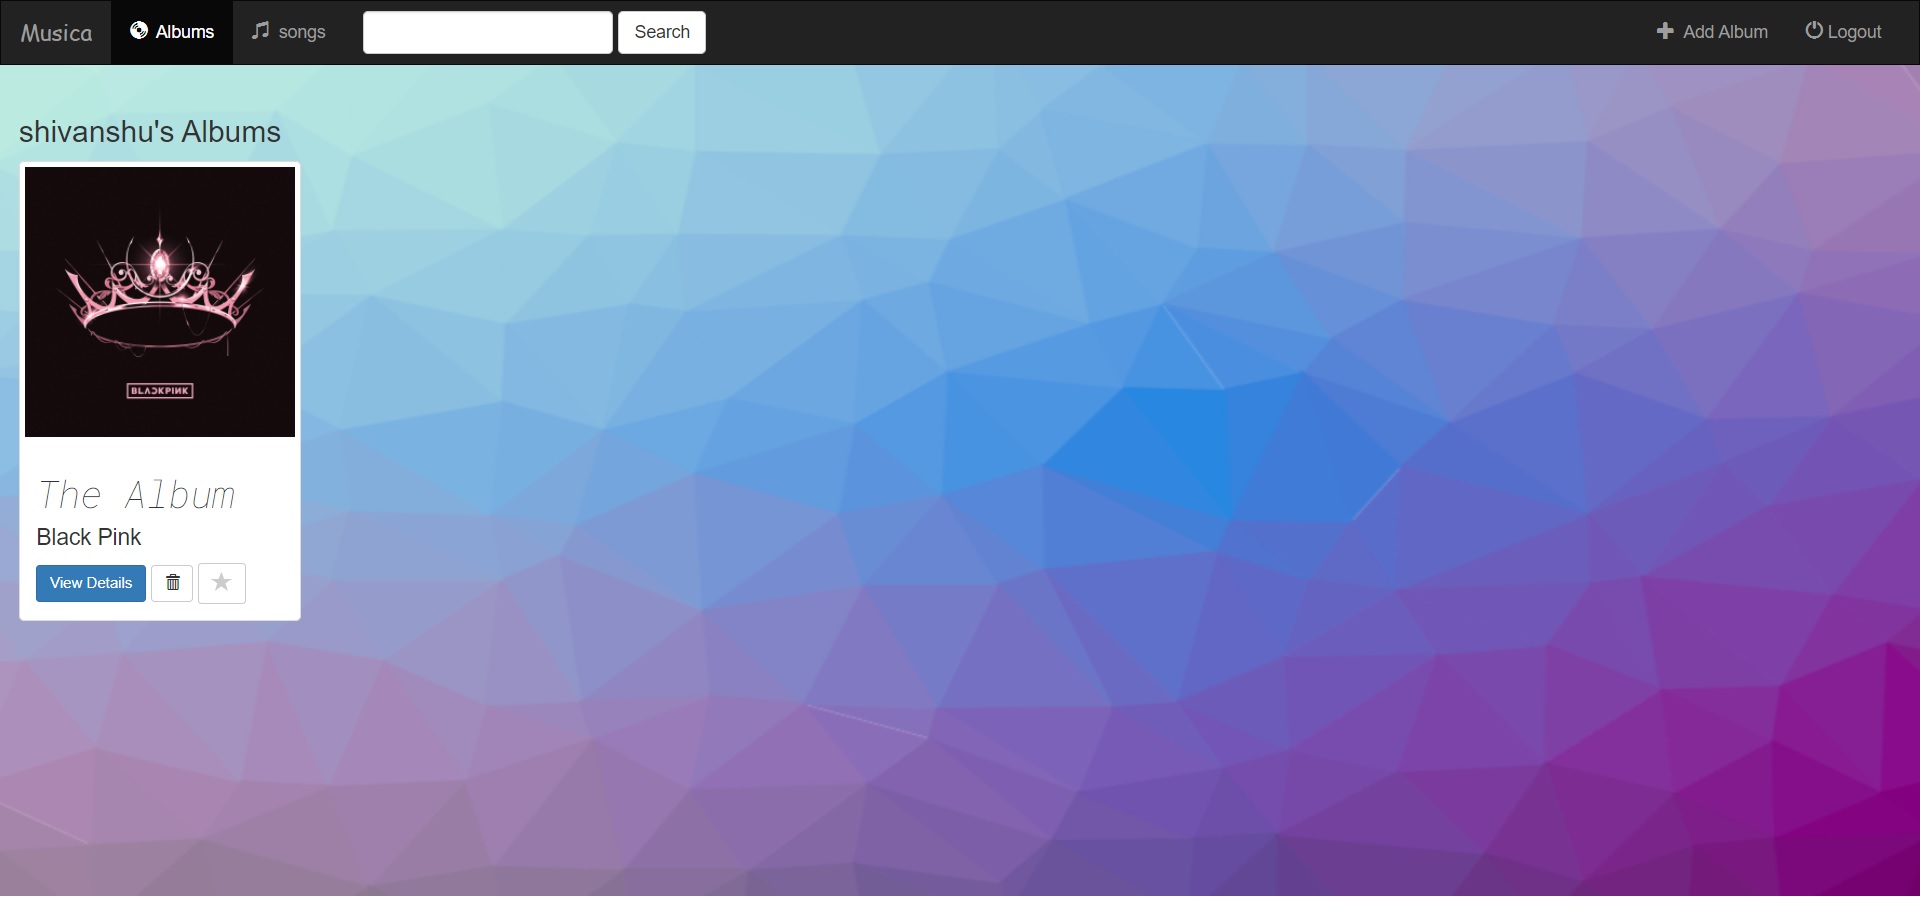 Musica Albums songs Search Add Album Logout
shivanshu's Albums
BLACKPINK
The Album
Black Pink
View Details